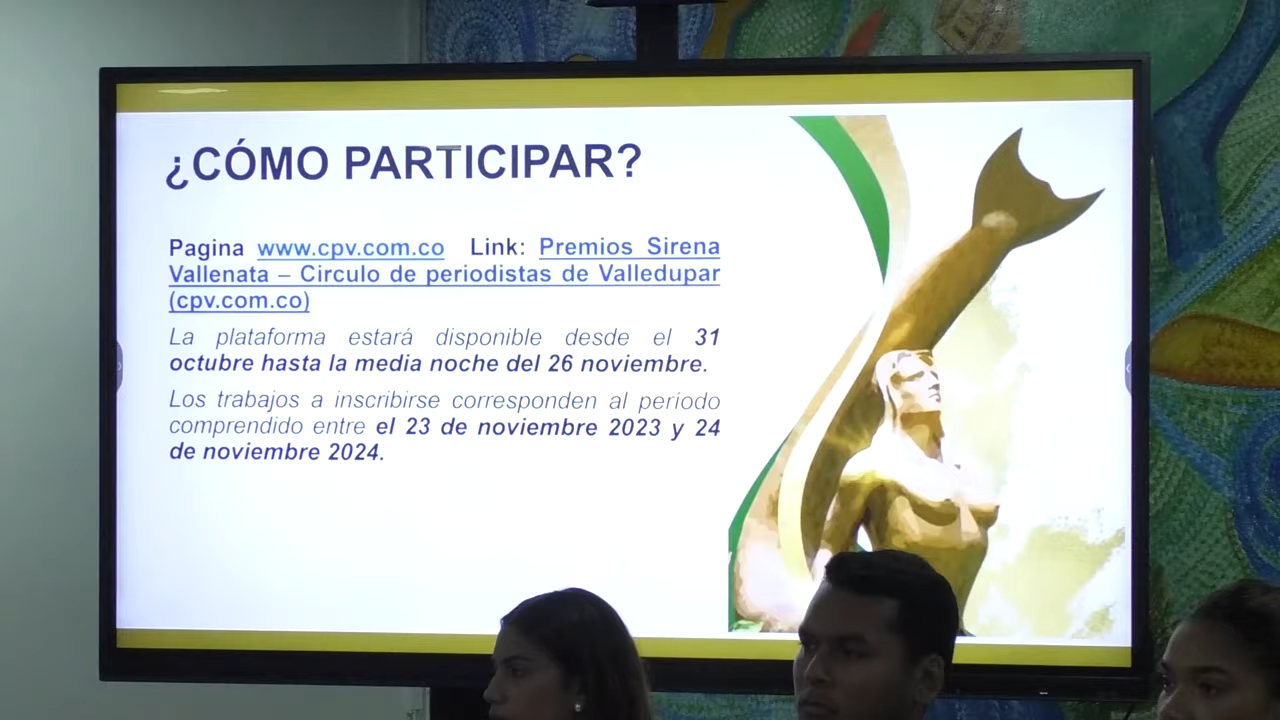 ¿CÓMO PARTICIPAR?
Pagina www.cpv.com.co Link: Premios Sirena
Vallenata – Circulo de periodistas de Valledupar
(cpv.com.co)
La plataforma estará disponible desde el 31
octubre hasta la media noche del 26 noviembre.
Los trabajos a inscribirse corresponden al período
comprendido entre el 23 de noviembre 2023 y 24
de noviembre 2024.